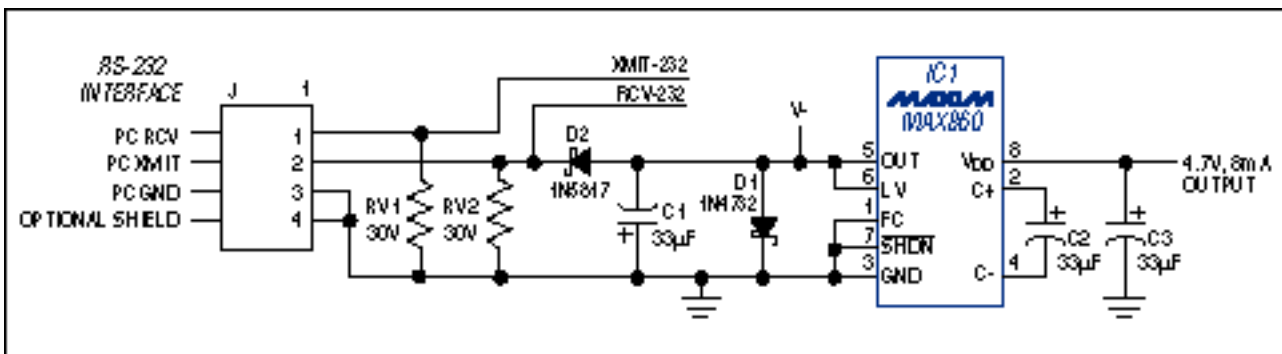 RS-232
INTERFACE
J 1
PC RCV
PC XMIT
PC GND
OPTIONAL SHIELD
1
2
3
4
XMIT-232
RCV-232
RV1
30V
RV2
30V
D2
1N5817
C1
+
33µF
D1
1N4732
V-
IC1
MAXIM
MAX860
5 OUT
6 LV
1 FC
7 SHDN
3 GND
VDD 8
C+ 2
C- 4
+
C2
33µF
+
C3
33µF
4.7V, 8mA
OUTPUT